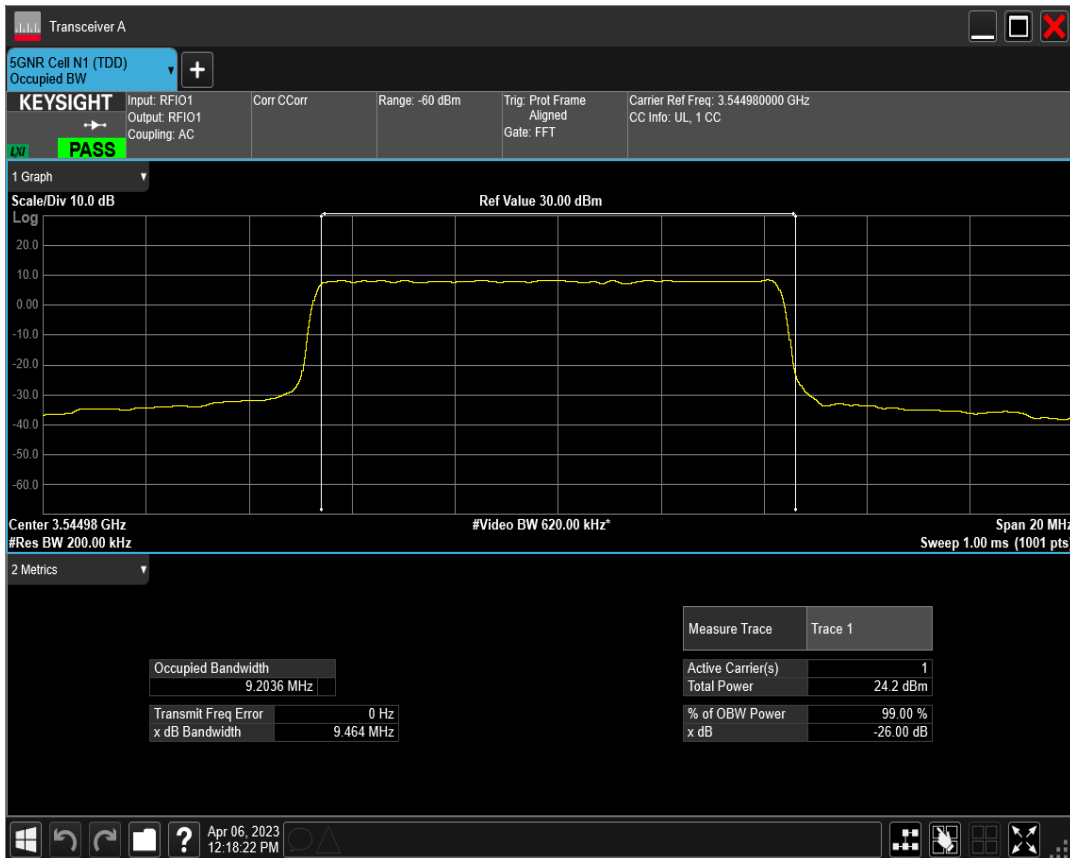 Transceiver A
5GNR Cell N1 (TDD)
Occupied BW
+
KEYSIGHT
LXI
PASS
Input: RFIO1
Output: RFIO1
Coupling: AC
Corr CCorr
Range: -60 dBm
Trig: Prot Frame
Aligned
Gate: FFT
Carrier Ref Freq: 3.544980000 GHz
CC Info: UL, 1 CC
1 Graph
Scale/Div 10.0 dB
Ref Value 30.00 dBm
Log
20.0
10.0
0.00
-10.0
-20.0
-30.0
-40.0
-50.0
-60.0
Center 3.54498 GHz
#Video BW 620.00 kHz*
Span 20 MHz
#Res BW 200.00 kHz
Sweep 1.00 ms (1001 pts)
2 Metrics
Measure Trace Trace 1
Occupied Bandwidth
9.2036 MHz
Active Carrier(s) 1
Total Power 24.2 dBm
Transmit Freq Error 0 Hz
x dB Bandwidth 9.464 MHz
% of OBW Power 99.00 %
x dB -26.00 dB
?
Apr 06, 2023
12:18:22 PM